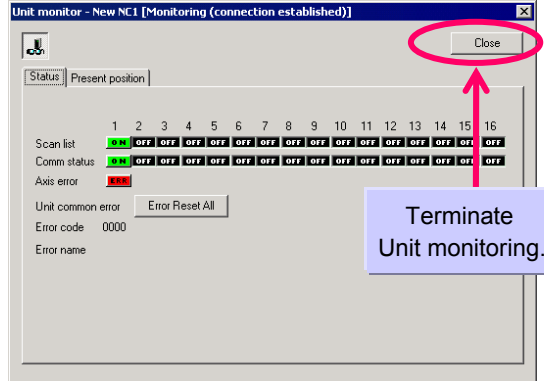 Unit monitor - New NC1 [Monitoring (connection established)]
Close
Status Present position
1 2 3 4 5 6 7 8 9 10 11 12 13 14 15 16
Scan list ON OFF OFF OFF OFF OFF OFF OFF OFF OFF OFF OFF OFF OFF OFF OFF
Comm status ON OFF OFF OFF OFF OFF OFF OFF OFF OFF OFF OFF OFF OFF OFF OFF
Axis error ERR
Unit common error Error Reset All
Error code 0000
Error name
Terminate
Unit monitoring.